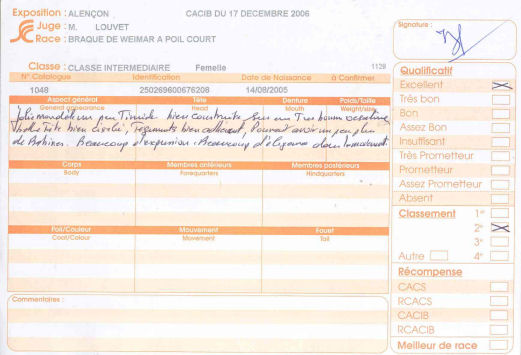 Exposition : ALENÇON CACIB DU 17 DECEMBRE 2006
Juge : M. LOUVET
Race : BRAQUE DE WEIMAR A POIL COURT
Signature :
Classe : CLASSE INTERMEDIAIRE Femelle 1129
N° Catalogue Identification Date de Naissance à Confirmer
1048 250269600676208 14/08/2005
Aspect général Tête Denture Poids/Taille
General appearance Head Mouth Weight/size
un peu Timide bien construite sur un Tres bonne ossature
Tete bien ciselée, Teguments bien adherent, Pourrait avoir un peu plus
de Poitrine. Beaucoup d'expression. Beaucoup d'élégance dans le mouvement.
Corps Membres antérieurs Membres postérieurs
Body Forequarters Hindquarters
Poil/Couleur Mouvement Fouet
Coat/Colour Movement Tail
Commentaires :
Qualificatif
Excellent
Très bon
Bon
Assez Bon
Insuffisant
Très Prometteur
Prometteur
Assez Prometteur
Absent
Classement 1er
2e
3e
Autre 4e
Récompense
CACS
RCACS
CACIB
RCACIB
Meilleur de race